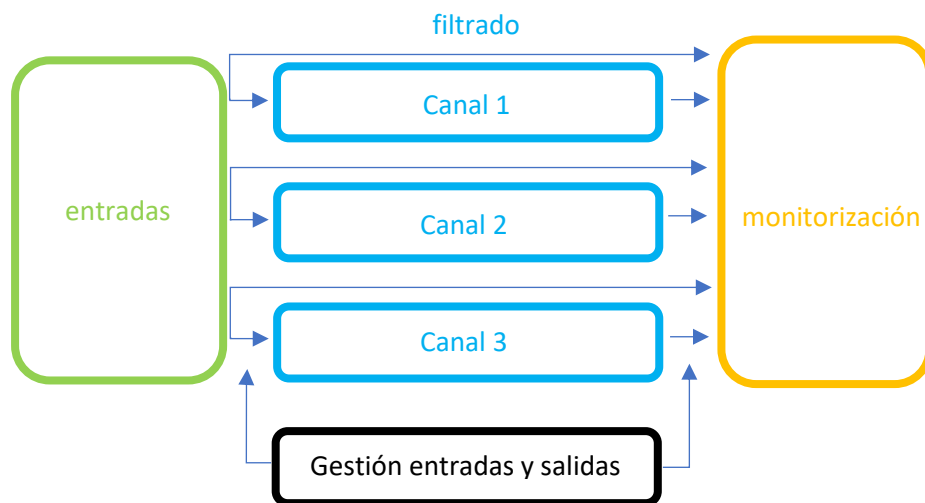 filtrado
Canal 1
entradas
Canal 2
monitorización
Canal 3
Gestión entradas y salidas